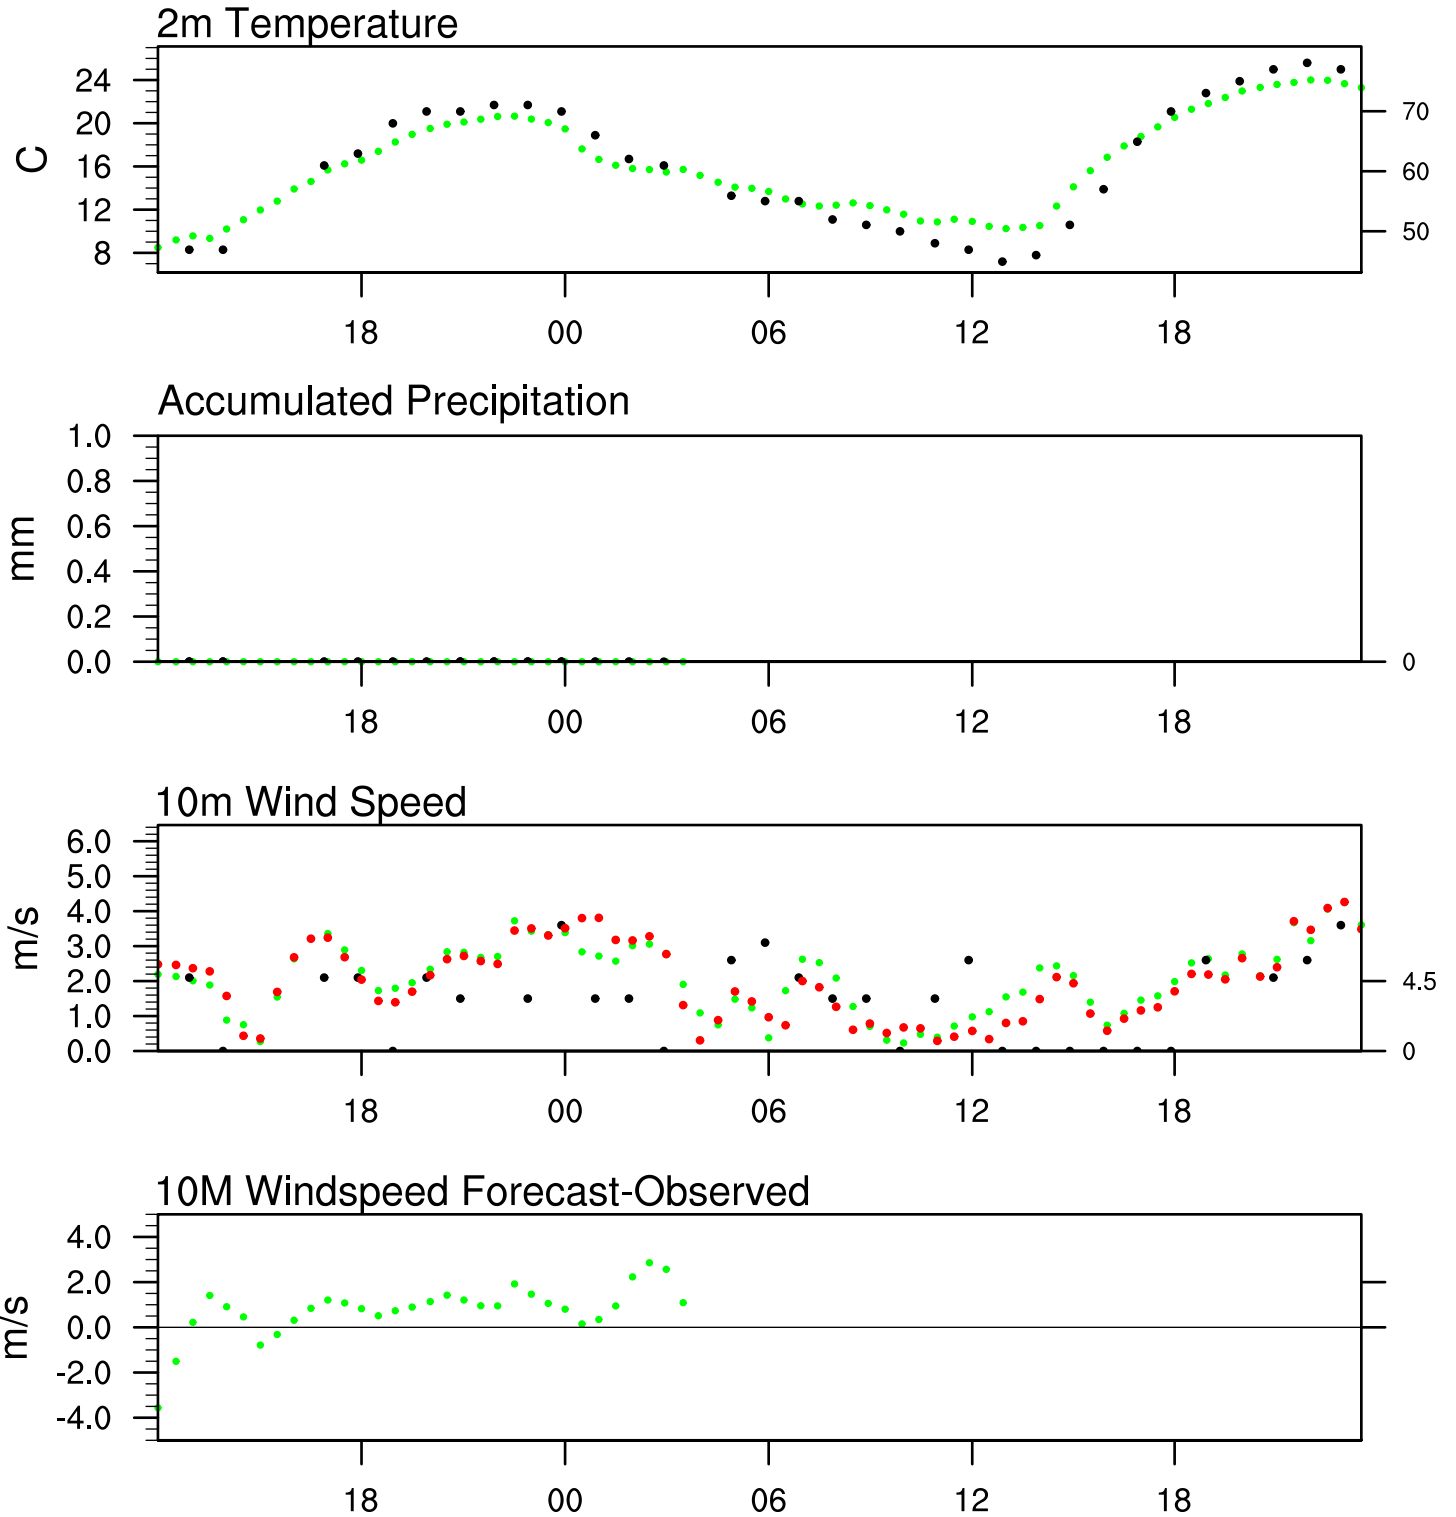 2m Temperature
24
20
16
12
8
C
70
60
50
18 00 06 12 18
Accumulated Precipitation
1.0
0.8
0.6
0.4
0.2
0.0
mm
0
18 00 06 12 18
10m Wind Speed
6.0
5.0
4.0
3.0
2.0
1.0
0.0
m/s
4.5
0
18 00 06 12 18
10M Windspeed Forecast-Observed
4.0
2.0
0.0
-2.0
-4.0
m/s
18 00 06 12 18